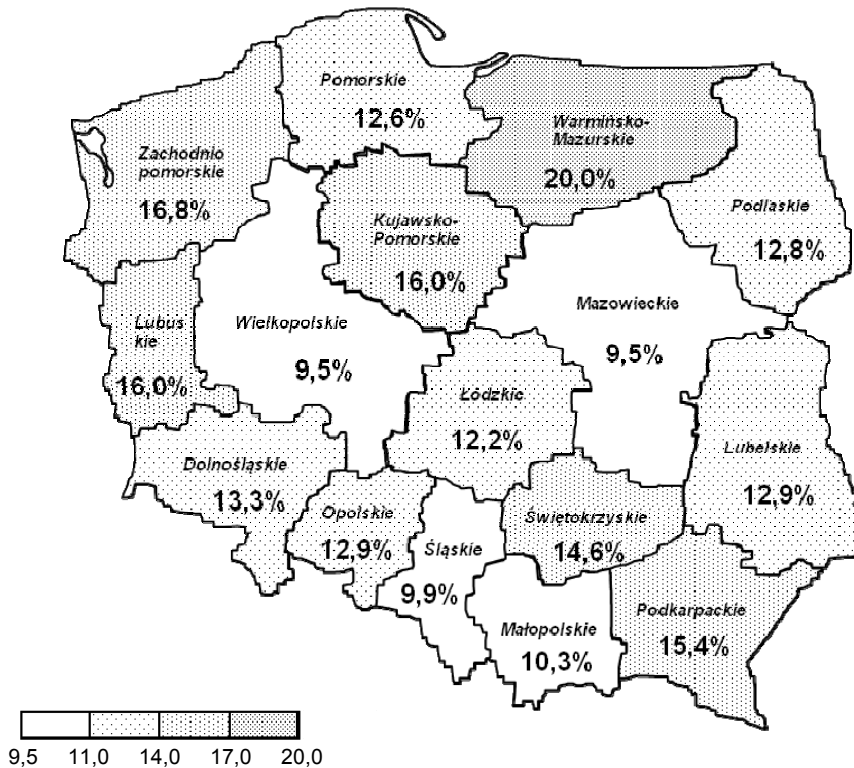 Pomorskie
12,6%
Warmińsko-
Mazurskie
20,0%
Zachodnio
pomorskie
16,8%
Kujawsko-
Pomorskie
16,0%
Podlaskie
12,8%
Lubus
kie
16,0%
Wielkopolskie
9,5%
Mazowieckie
9,5%
Łódzkie
12,2%
Lubelskie
12,9%
Dolnośląskie
13,3%
Opolskie
12,9%
Śląskie
9,9%
Świętokrzyskie
14,6%
Małopolskie
10,3%
Podkarpackie
15,4%
9,5 11,0 14,0 17,0 20,0